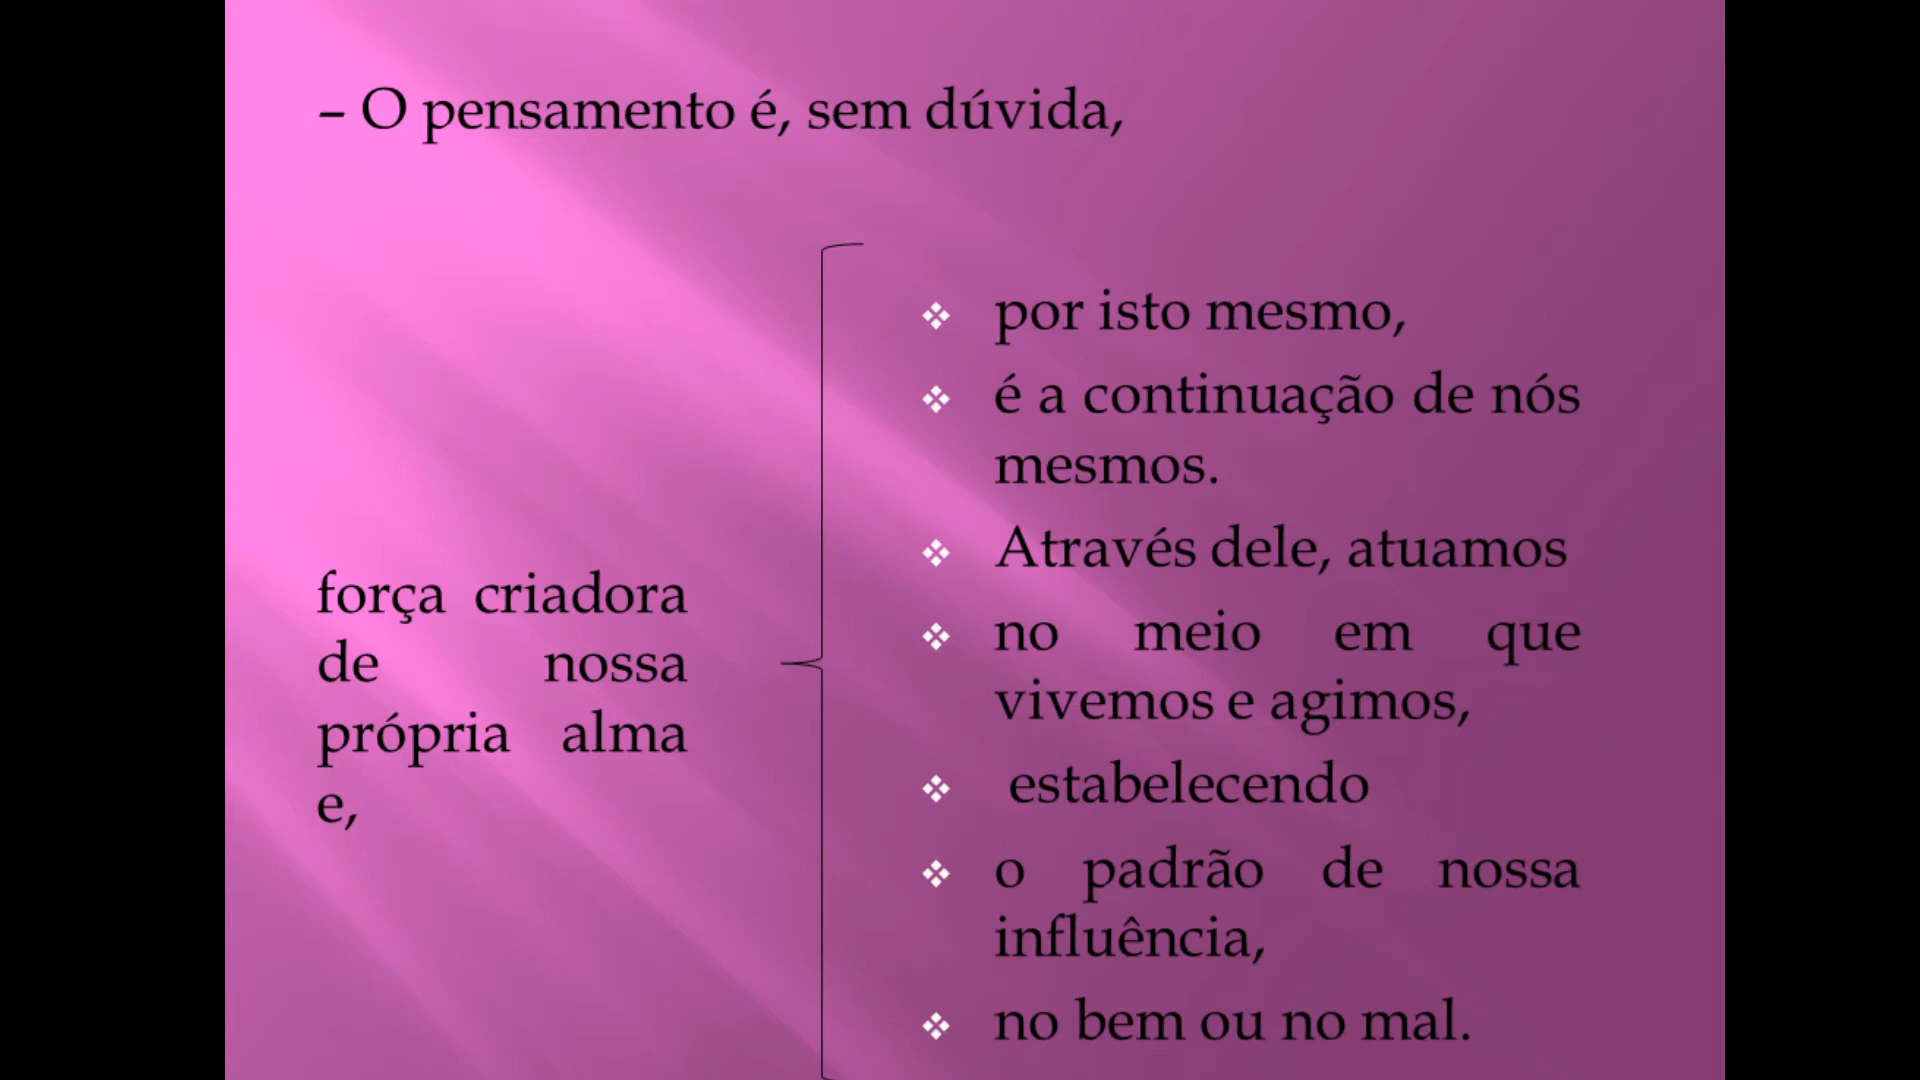 – O pensamento é, sem dúvida,
força criadora
de nossa
própria alma
e,
❖ por isto mesmo,
❖ é a continuação de nós
mesmos.
❖ Através dele, atuamos
❖ no meio em que
vivemos e agimos,
❖ estabelecendo
❖ o padrão de nossa
influência,
❖ no bem ou no mal.